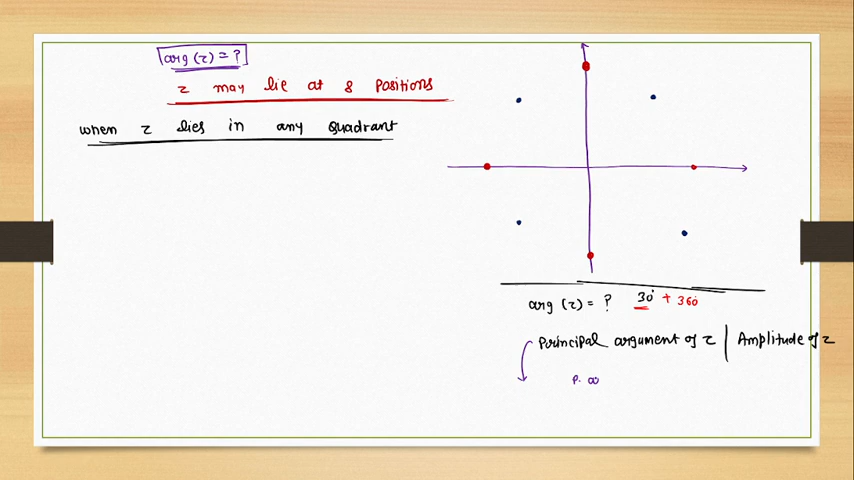 arg (z) = ?
z may lie at 8 positions
when z lies in any Quadrant
arg (z) = ? 30° + 360°
Principal argument of z | Amplitude of z
P. a